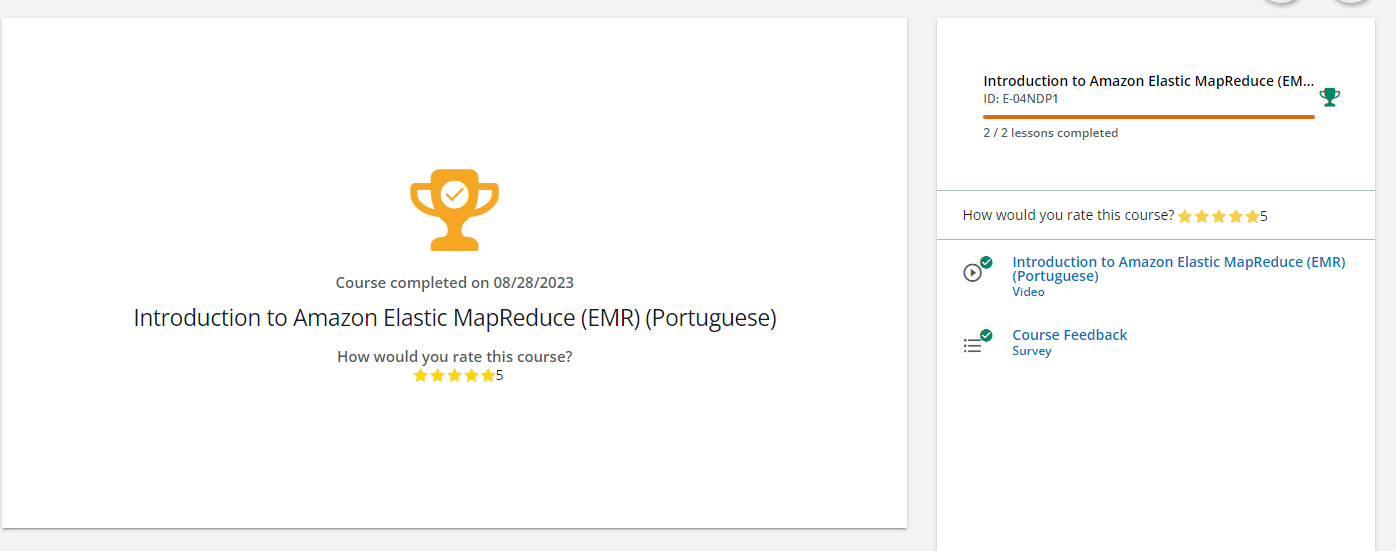 Course completed on 08/28/2023
Introduction to Amazon Elastic MapReduce (EMR) (Portuguese)
How would you rate this course?
5
Introduction to Amazon Elastic MapReduce (EM...
ID: E-04NDP1
2 / 2 lessons completed
How would you rate this course? 5
Introduction to Amazon Elastic MapReduce (EMR)
(Portuguese)
Video
Course Feedback
Survey